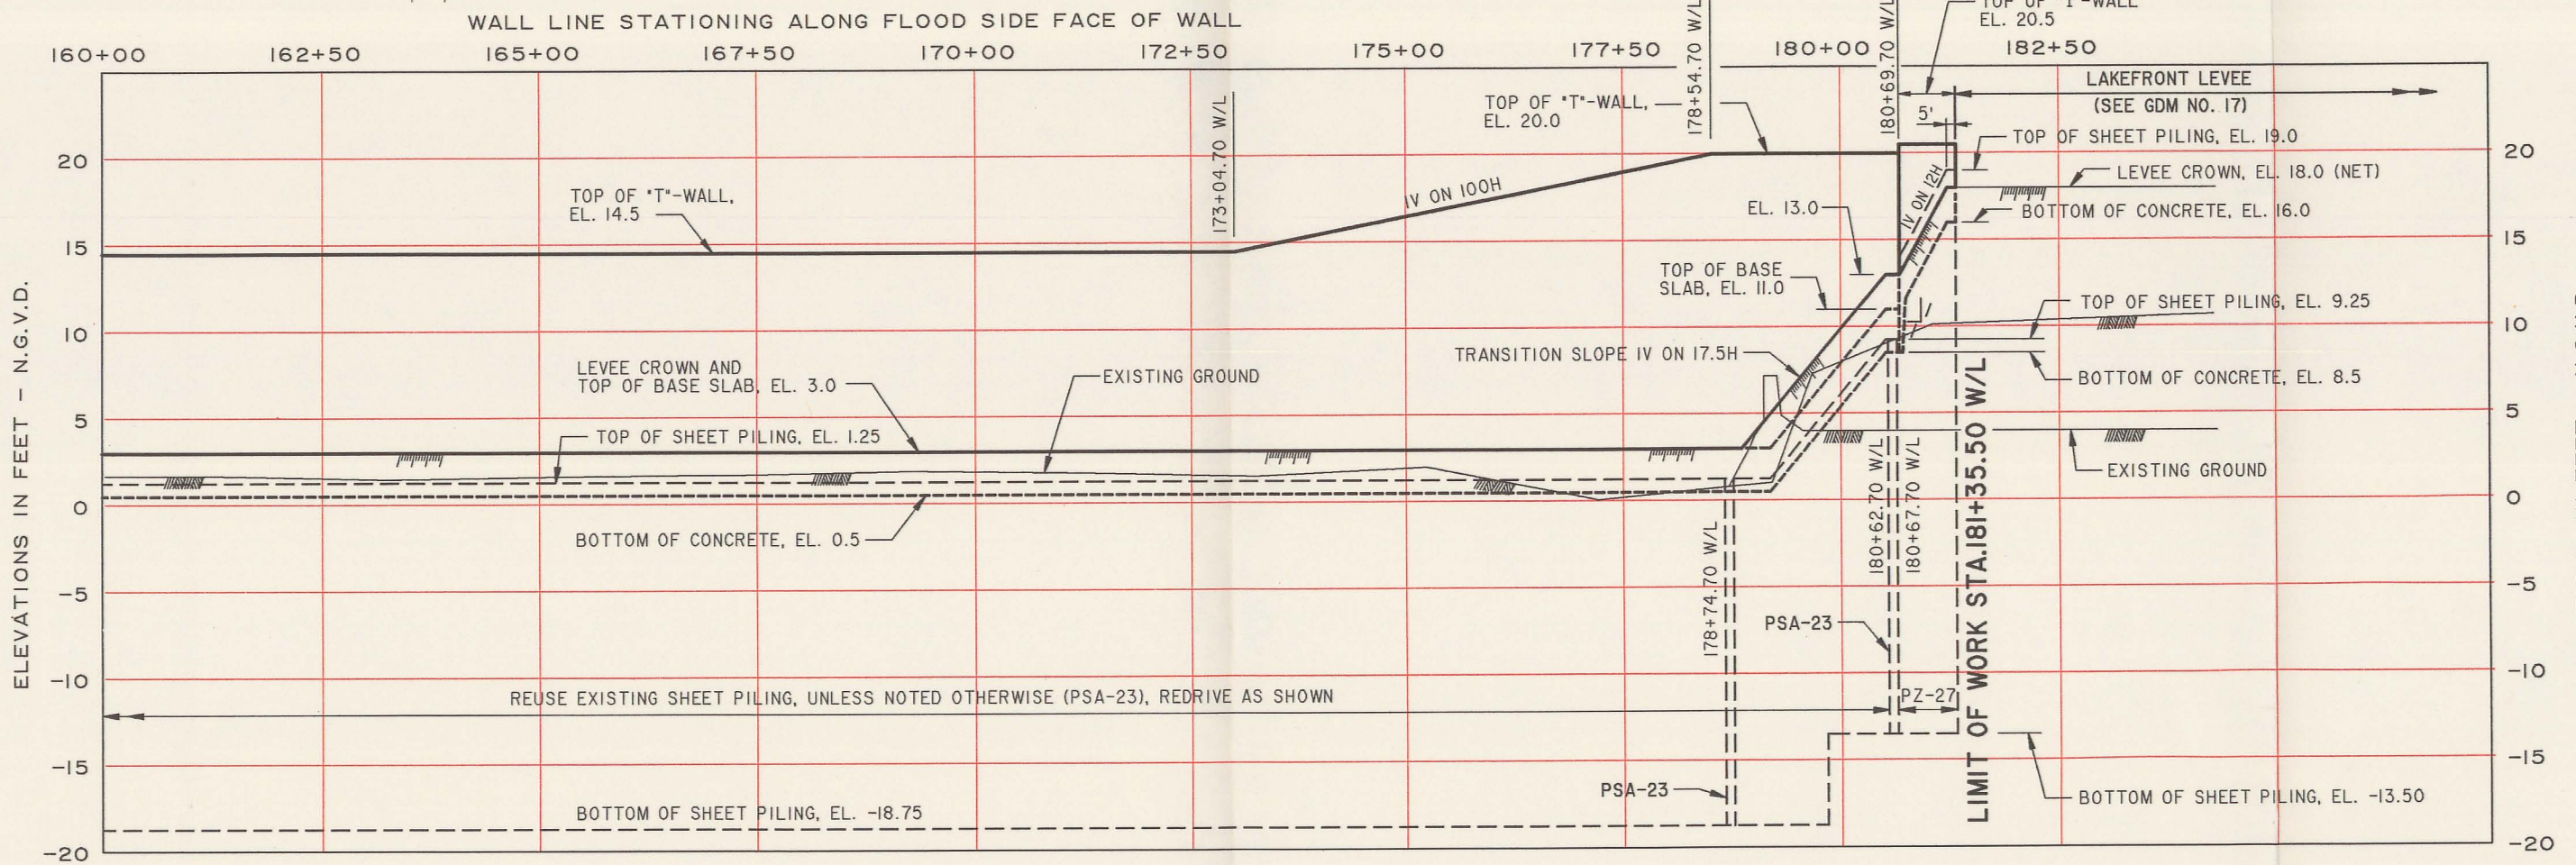 WALL LINE STATIONING ALONG FLOOD SIDE FACE OF WALL
160+00 162+50 165+00 167+50 170+00 172+50 175+00 177+50 180+00 182+50
TOP OF "I"-WALL
EL. 20.5
178+54.70 W/L
180+69.70 W/L
173+04.70 W/L
LAKEFRONT LEVEE
(SEE GDM NO. 17)
TOP OF "T"-WALL,
EL. 20.0
5'
TOP OF SHEET PILING, EL. 19.0
LEVEE CROWN, EL. 18.0 (NET)
BOTTOM OF CONCRETE, EL. 16.0
TOP OF "T"-WALL,
EL. 14.5
1V ON 100H
1V ON 12H
EL. 13.0
TOP OF BASE
SLAB, EL. 11.0
TOP OF SHEET PILING, EL. 9.25
BOTTOM OF CONCRETE, EL. 8.5
TRANSITION SLOPE 1V ON 17.5H
LEVEE CROWN AND
TOP OF BASE SLAB, EL. 3.0
EXISTING GROUND
TOP OF SHEET PILING, EL. 1.25
EXISTING GROUND
BOTTOM OF CONCRETE, EL. 0.5
178+74.70 W/L
180+62.70 W/L
180+67.70 W/L
LIMIT OF WORK STA.181+35.50 W/L
PSA-23
PZ-27
REUSE EXISTING SHEET PILING, UNLESS NOTED OTHERWISE (PSA-23), REDRIVE AS SHOWN
PSA-23
BOTTOM OF SHEET PILING, EL. -13.50
BOTTOM OF SHEET PILING, EL. -18.75
ELEVATIONS IN FEET - N.G.V.D.
20
15
10
5
0
-5
-10
-15
-20
20
15
10
5
0
-5
-10
-15
-20